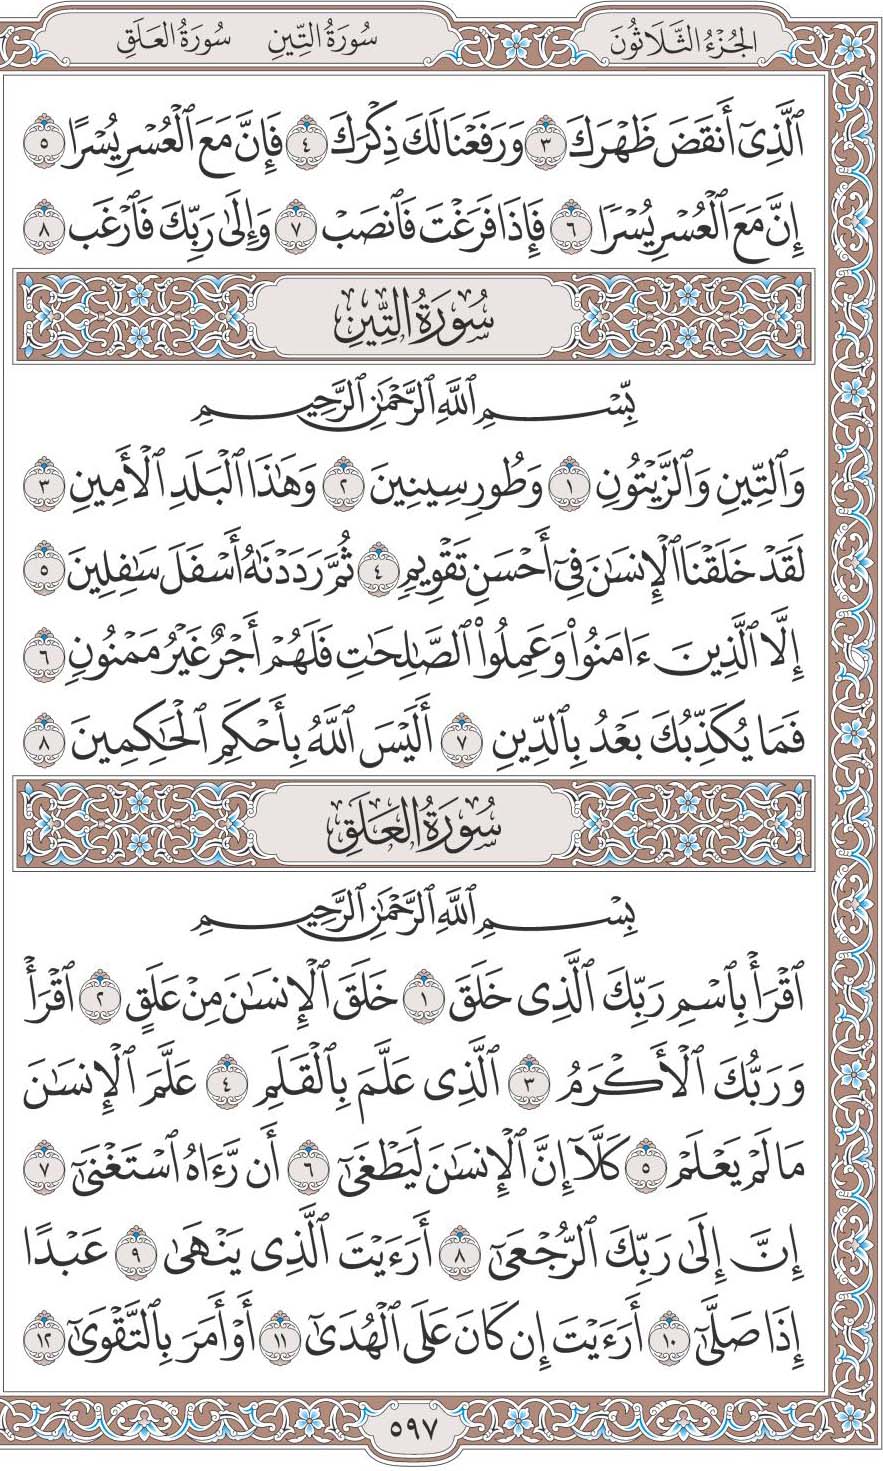 الجُزْءُ الثَّلَاثُونَ
سُورَةُ التِّينِ سُورَةُ العَلَقِ
ٱلَّذِىٓ أَنقَضَ ظَهْرَكَ ٣ وَرَفَعْنَا لَكَ ذِكْرَكَ ٤ فَإِنَّ مَعَ ٱلْعُسْرِ يُسْرًا ٥
إِنَّ مَعَ ٱلْعُسْرِ يُسْرًا ٦ فَإِذَا فَرَغْتَ فَٱنصَبْ ٧ وَإِلَىٰ رَبِّكَ فَٱرْغَب ٨
سُورَةُ التِّينِ
بِّسْمِ ٱللَّهِ ٱلرَّحْمَٰنِ ٱلرَّحِيمِ
وَٱلتِّينِ وَٱلزَّيْتُونِ ١ وَطُورِ سِينِينَ ٢ وَهَٰذَا ٱلْبَلَدِ ٱلْأَمِينِ ٣
لَقَدْ خَلَقْنَا ٱلْإِنسَٰنَ فِىٓ أَحْسَنِ تَقْوِيمٍ ٤ ثُمَّ رَدَدْنَٰهُ أَسْفَلَ سَٰفِلِينَ ٥
إِلَّا ٱلَّذِينَ ءَامَنُوا۟ وَعَمِلُوا۟ ٱلصَّٰلِحَٰتِ فَلَهُمْ أَجْرٌ غَيْرُ مَمْنُونٍ ٦
فَمَا يُكَذِّبُكَ بَعْدُ بِٱلدِّينِ ٧ أَلَيْسَ ٱللَّهُ بِأَحْكَمِ ٱلْحَٰكِمِينَ ٨
سُورَةُ العَلَقِ
بِسْمِ ٱللَّهِ ٱلرَّحْمَٰنِ ٱلرَّحِيمِ
ٱقْرَأْ بِٱسْمِ رَبِّكَ ٱلَّذِى خَلَقَ ١ خَلَقَ ٱلْإِنسَٰنَ مِنْ عَلَقٍ ٢ ٱقْرَأْ
وَرَبُّكَ ٱلْأَكْرَمُ ٣ ٱلَّذِى عَلَّمَ بِٱلْقَلَمِ ٤ عَلَّمَ ٱلْإِنسَٰنَ
مَا لَمْ يَعْلَمْ ٥ كَلَّآ إِنَّ ٱلْإِنسَٰنَ لَيَطْغَىٰٓ ٦ أَن رَّءَاهُ ٱسْتَغْنَىٰٓ ٧
إِنَّ إِلَىٰ رَبِّكَ ٱلرُّجْعَىٰٓ ٨ أَرَءَيْتَ ٱلَّذِى يَنْهَىٰ ٩ عَبْدًا
إِذَا صَلَّىٰٓ ١٠ أَرَءَيْتَ إِن كَانَ عَلَى ٱلْهُدَىٰٓ ١١ أَوْ أَمَرَ بِٱلتَّقْوَىٰٓ ١٢
٥٩٧